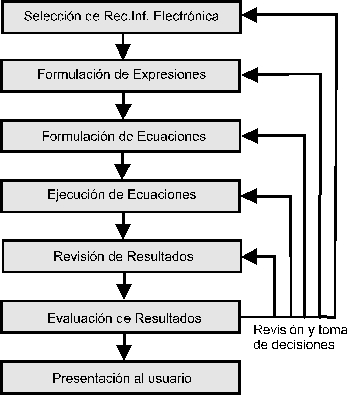 Selección de Rec.Inf. Electrónica
Formulación de Expresiones
Formulación de Ecuaciones
Ejecución de Ecuaciones
Revisión de Resultados
Evaluación de Resultados
Revisión y toma
de decisiones
Presentación al usuario